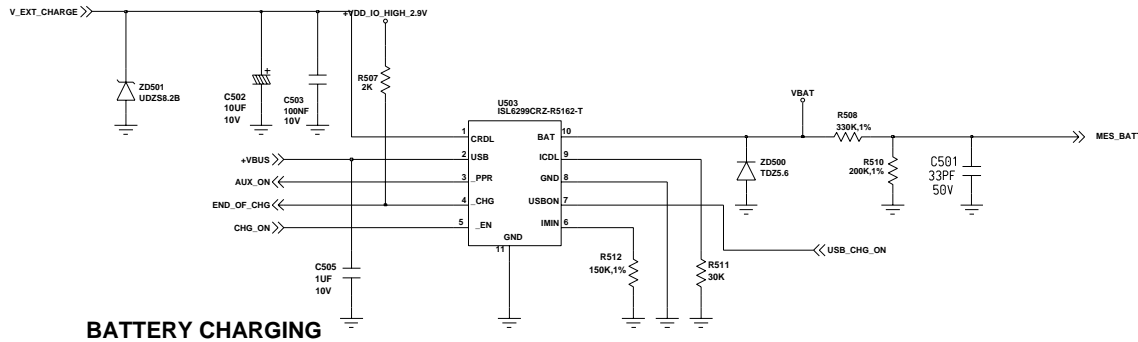 V_EXT_CHARGE
+VDD_IO_HIGH_2.9V
ZD501
UDZS8.2B
C502
10UF
10V
C503
100NF
10V
R507
2K
U503
ISL6299CRZ-R5162-T
1 CRDL
2 USB
3 _PPR
4 _CHG
5 _EN
BAT 10
ICDL 9
GND 8
USBON 7
IMIN 6
GND
11
+VBUS
AUX_ON
END_OF_CHG
CHG_ON
C505
1UF
10V
VBAT
R508
330K,1%
MES_BATT
ZD500
TDZ5.6
R510
200K,1%
C501
33PF
50V
USB_CHG_ON
R512
150K,1%
R511
30K
BATTERY CHARGING